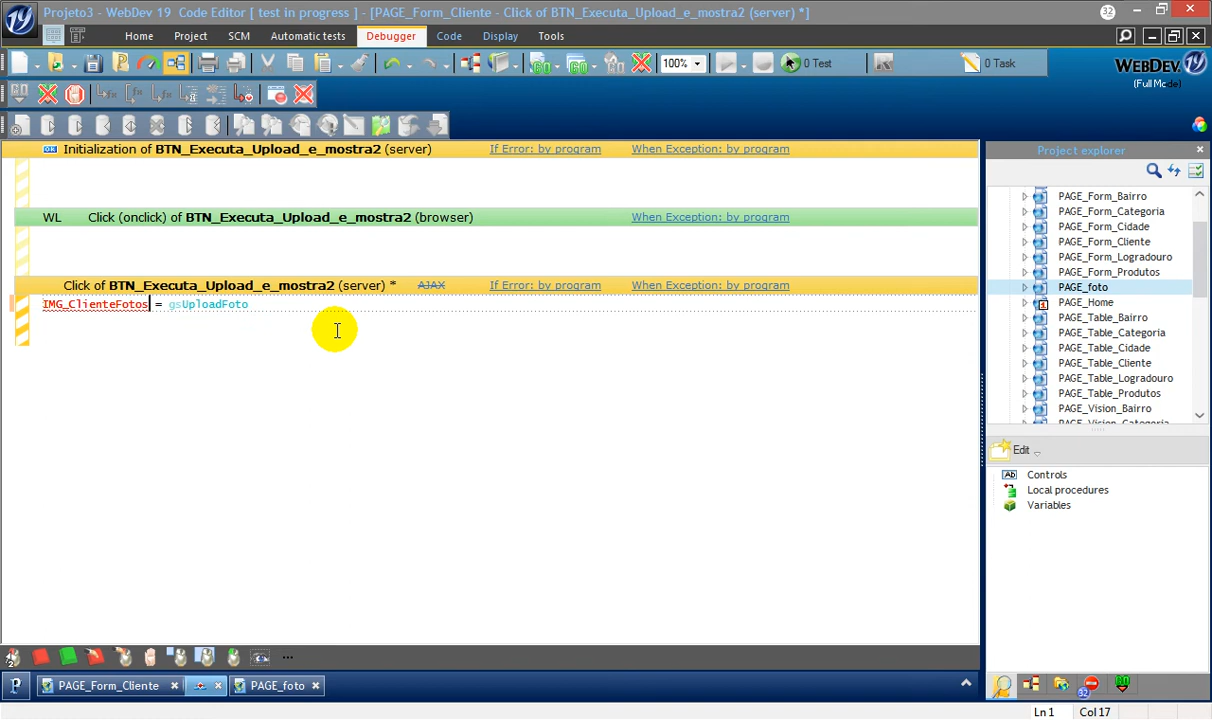 Projeto3 - WebDev 19 Code Editor [ test in progress ] - [PAGE_Form_Cliente - Click of BTN_Executa_Upload_e_mostra2 (server) *]
32
Home Project SCM Automatic tests Debugger Code Display Tools
100% 0 Test 0 Task
WEBDEV
(Full Mode)
Initialization of BTN_Executa_Upload_e_mostra2 (server) If Error: by program When Exception: by program
WL Click (onclick) of BTN_Executa_Upload_e_mostra2 (browser) When Exception: by program
Click of BTN_Executa_Upload_e_mostra2 (server) * AJAX If Error: by program When Exception: by program
IMG_ClienteFotos = gsUploadFoto
Project explorer
PAGE_Form_Bairro
PAGE_Form_Categoria
PAGE_Form_Cidade
PAGE_Form_Cliente
PAGE_Form_Logradouro
PAGE_Form_Produtos
PAGE_foto
PAGE_Home
PAGE_Table_Bairro
PAGE_Table_Categoria
PAGE_Table_Cidade
PAGE_Table_Cliente
PAGE_Table_Logradouro
PAGE_Table_Produtos
PAGE_Vision_Bairro
PAGE_Vision_Categoria
Edit
Controls
Local procedures
Variables
PAGE_Form_Cliente PAGE_foto
32
Ln 1 Col 17